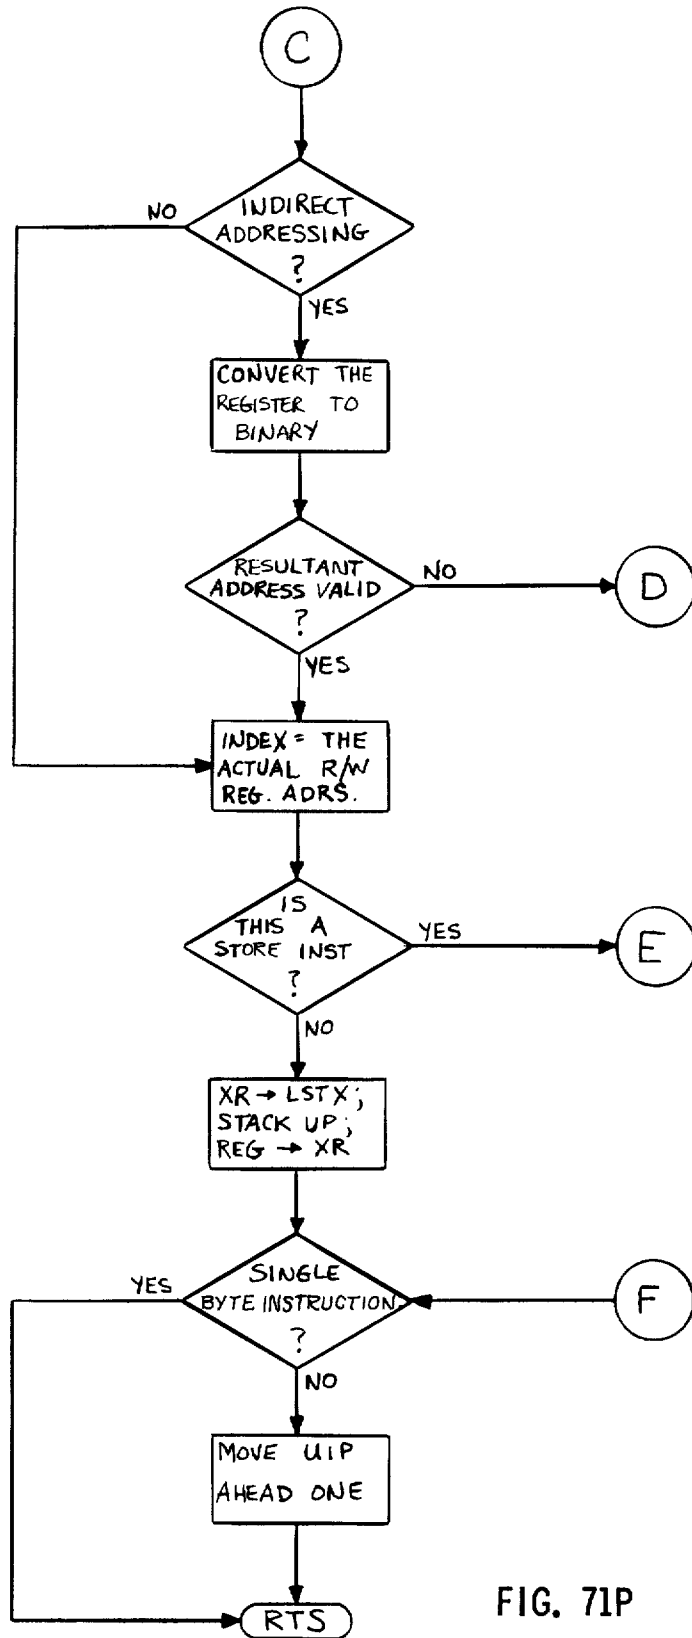 C
INDIRECT
ADDRESSING
?
NO
YES
CONVERT THE
REGISTER TO
BINARY
RESULTANT
ADDRESS VALID
?
NO
D
YES
INDEX = THE
ACTUAL R/W
REG. ADRS.
IS
THIS A
STORE INST
?
YES
E
NO
XR → LSTX;
STACK UP;
REG → XR
SINGLE
BYTE INSTRUCTION
?
YES
F
NO
MOVE UIP
AHEAD ONE
RTS
FIG. 71P